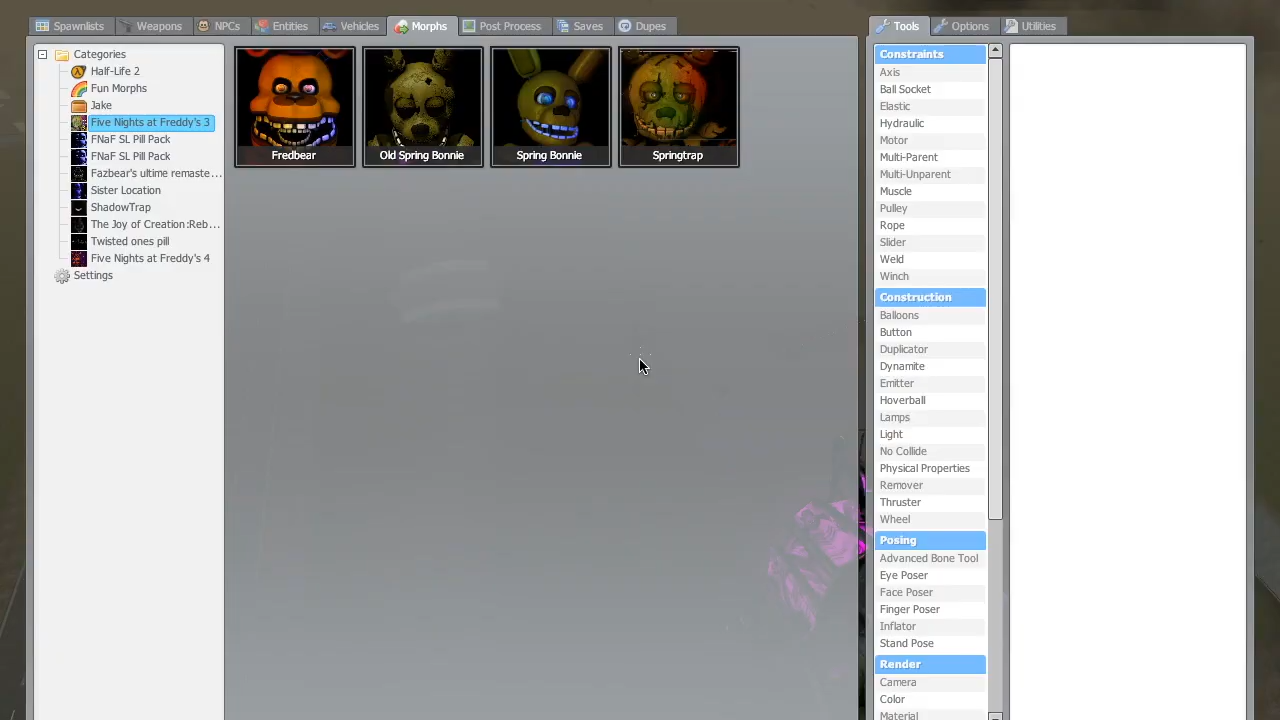 Spawnlists Weapons NPCs Entities Vehicles Morphs Post Process Saves Dupes
Tools Options Utilities
Categories
Half-Life 2
Fun Morphs
Jake
Five Nights at Freddy's 3
FNaF SL Pill Pack
FNaF SL Pill Pack
Fazbear's ultime remaste...
Sister Location
ShadowTrap
The Joy of Creation:Reb...
Twisted ones pill
Five Nights at Freddy's 4
Settings
Fredbear
Old Spring Bonnie
Spring Bonnie
Springtrap
Constraints
Axis
Ball Socket
Elastic
Hydraulic
Motor
Multi-Parent
Multi-Unparent
Muscle
Pulley
Rope
Slider
Weld
Winch
Construction
Balloons
Button
Duplicator
Dynamite
Emitter
Hoverball
Lamps
Light
No Collide
Physical Properties
Remover
Thruster
Wheel
Posing
Advanced Bone Tool
Eye Poser
Face Poser
Finger Poser
Inflator
Stand Pose
Render
Camera
Color
Material